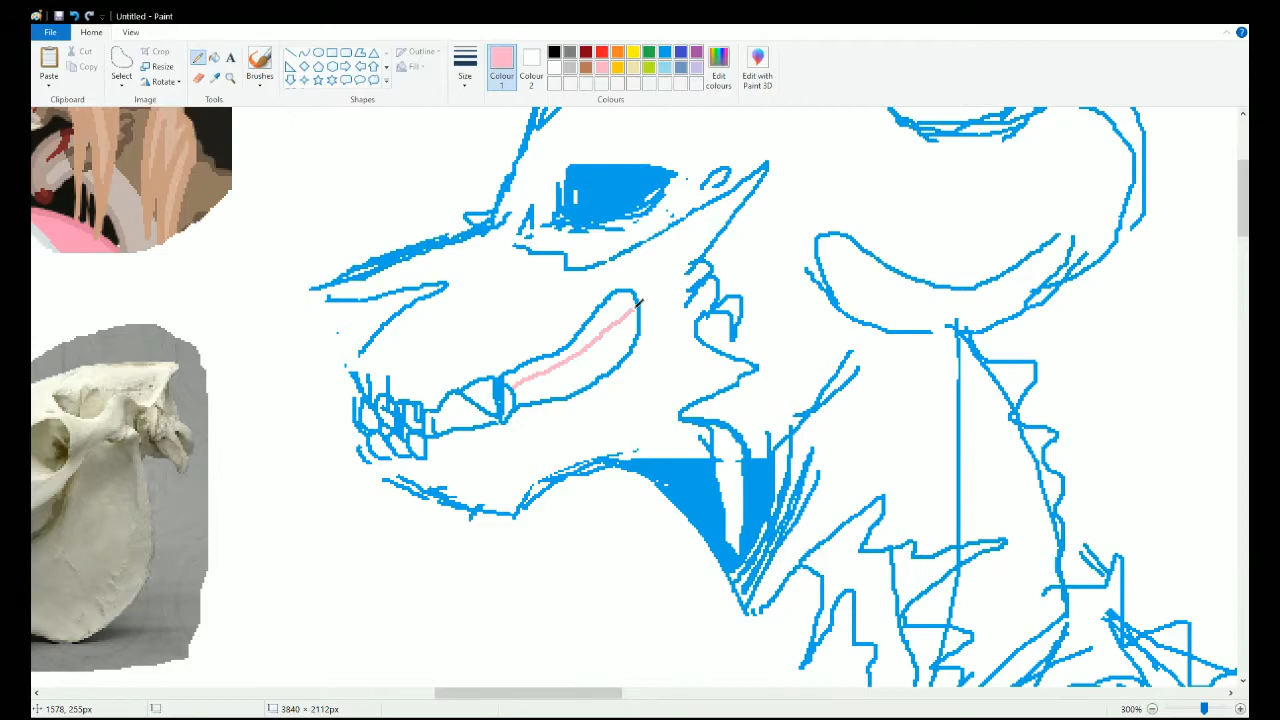 Untitled - Paint
File Home View
Paste
Cut
Copy
Clipboard
Select
Crop
Resize
Rotate
Image
A
Tools
Brushes
Outline
Fill
Shapes
Size
Colour 1
Colour 2
Edit colours
Edit with Paint 3D
Colours
1578, 255px
3840 × 2112px
300%